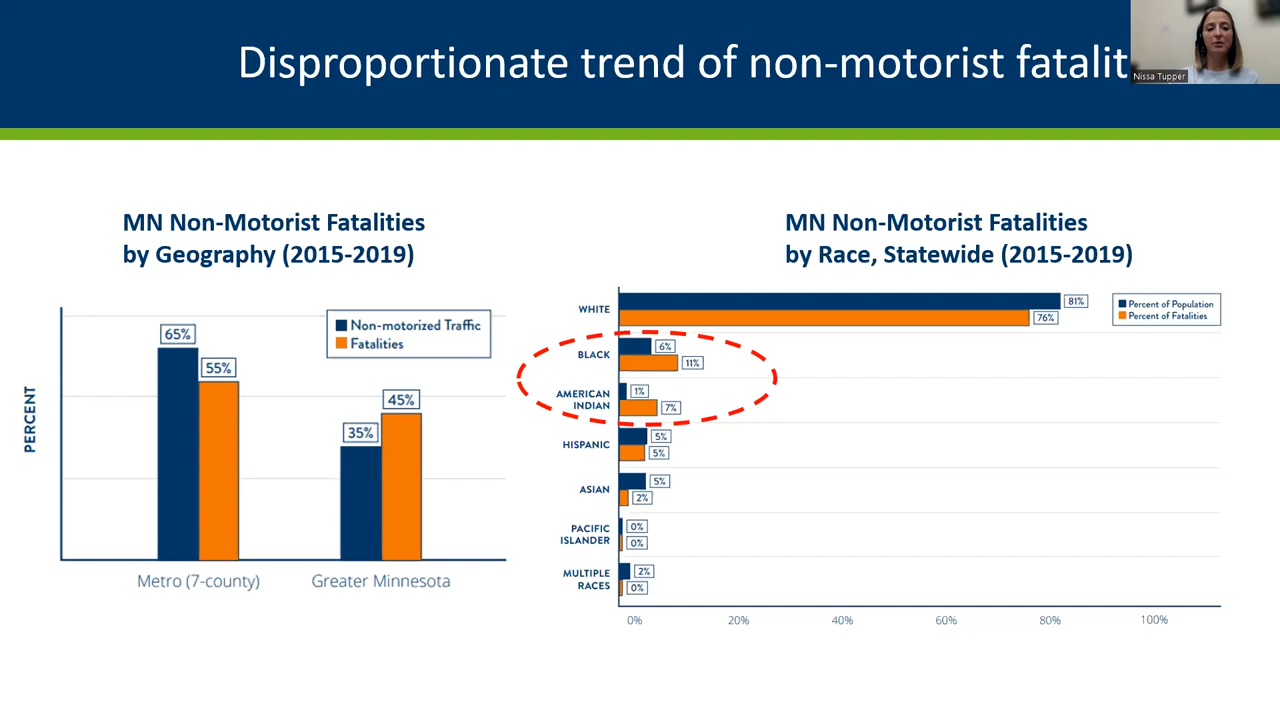 Disproportionate trend of non-motorist fatalit
Nissa Tupper
MN Non-Motorist Fatalities
by Geography (2015-2019)
PERCENT
Non-motorized Traffic
Fatalities
65%
55%
35%
45%
Metro (7-county)
Greater Minnesota
MN Non-Motorist Fatalities
by Race, Statewide (2015-2019)
Percent of Population
Percent of Fatalities
WHITE
81%
76%
BLACK
6%
11%
AMERICAN
INDIAN
1%
7%
HISPANIC
5%
5%
ASIAN
5%
2%
PACIFIC
ISLANDER
0%
0%
MULTIPLE
RACES
2%
0%
0%
20%
40%
60%
80%
100%